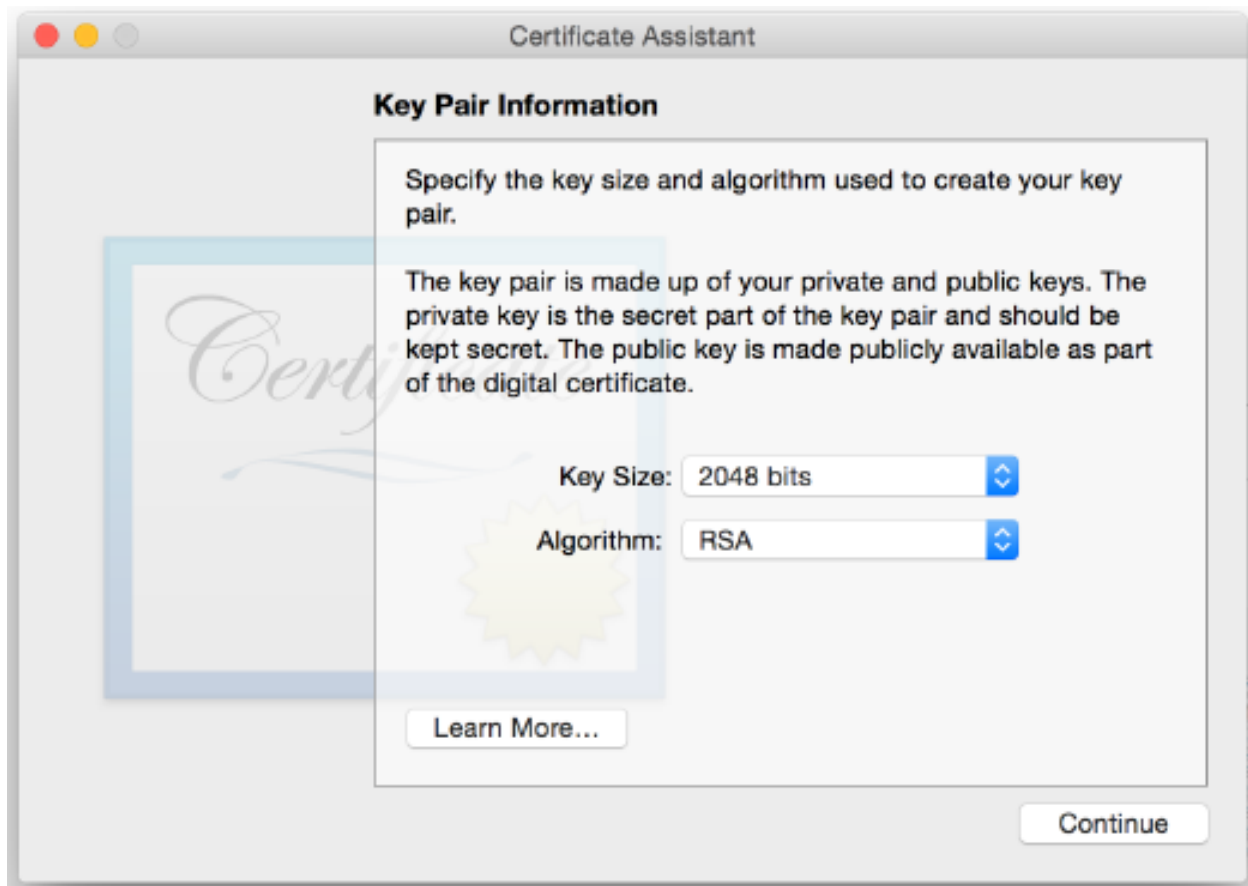 Certificate Assistant
Key Pair Information
Specify the key size and algorithm used to create your key
pair.
The key pair is made up of your private and public keys. The
private key is the secret part of the key pair and should be
kept secret. The public key is made publicly available as part
of the digital certificate.
Certificate
Key Size: 2048 bits
Algorithm: RSA
Learn More...
Continue